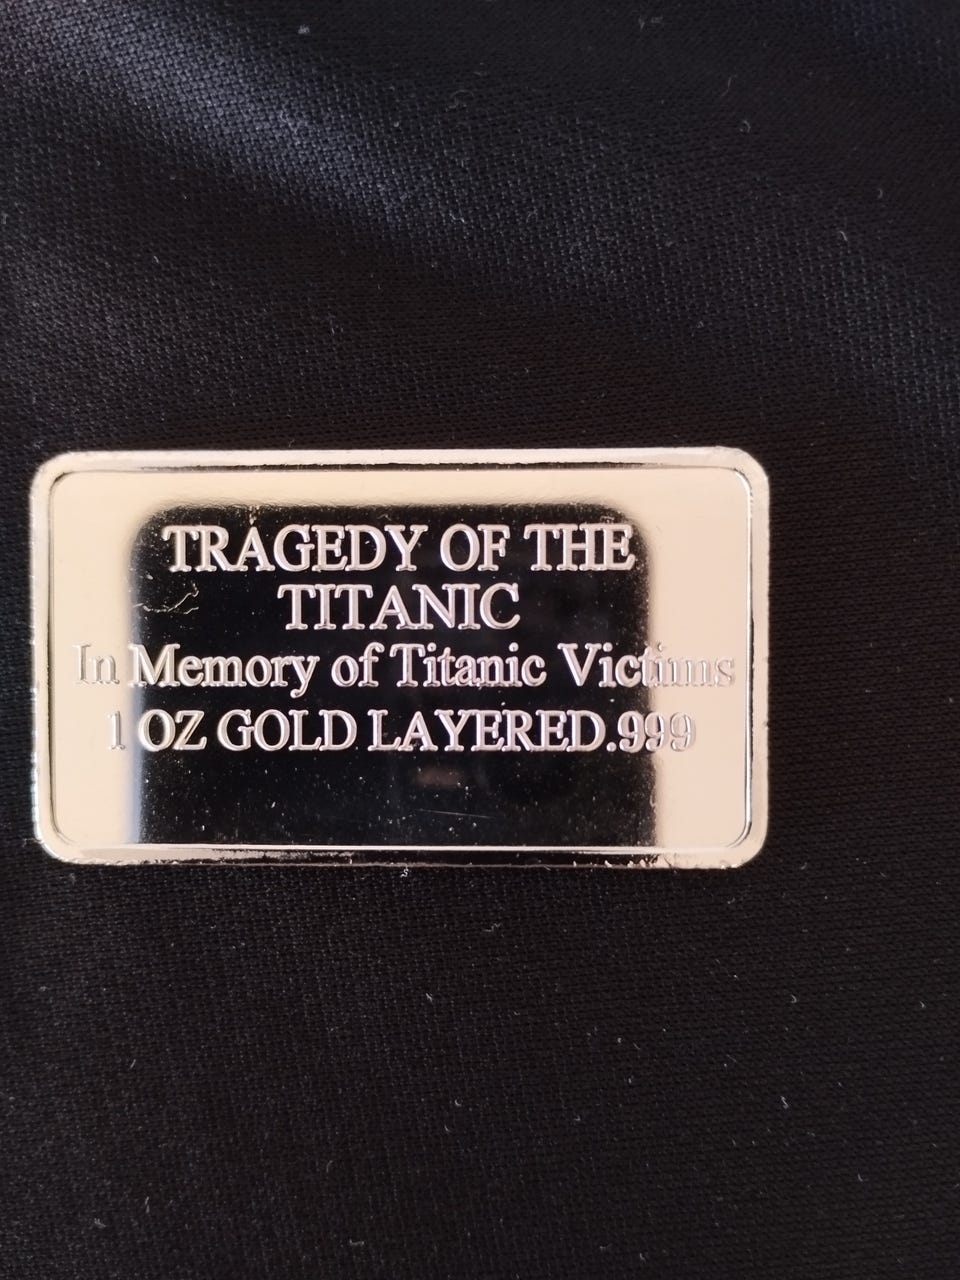 TRAGEDY OF THE
TITANIC
In Memory of Titanic Victims
1 OZ GOLD LAYERED.999